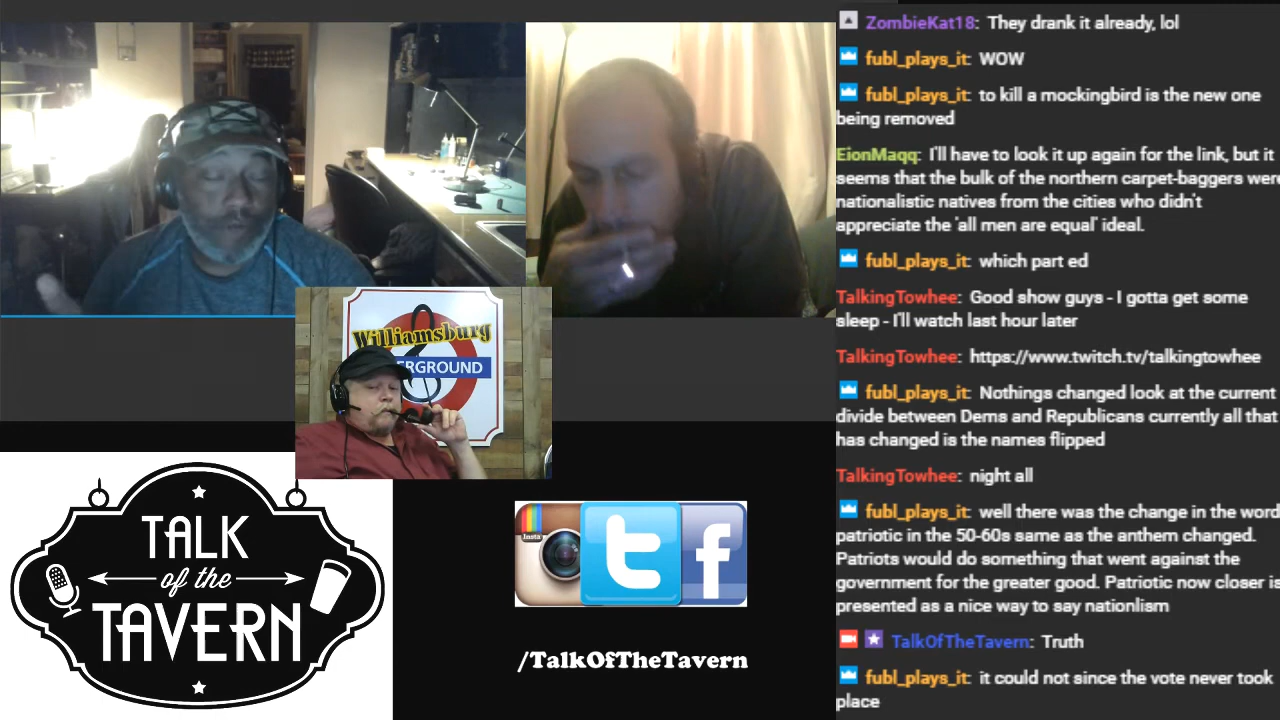 ZombieKat18: They drank it already, lol
fubl_plays_it: WOW
fubl_plays_it: to kill a mockingbird is the new one
being removed
EionMaqq: I'll have to look it up again for the link, but it
seems that the bulk of the northern carpet-baggers were
nationalistic natives from the cities who didn't
appreciate the 'all men are equal' ideal.
fubl_plays_it: which part ed
TalkingTowhee: Good show guys - I gotta get some
sleep - I'll watch last hour later
TalkingTowhee: https://www.twitch.tv/talkingtowhee
fubl_plays_it: Nothings changed look at the current
divide between Dems and Republicans currently all that
has changed is the names flipped
TalkingTowhee: night all
fubl_plays_it: well there was the change in the word
patriotic in the 50-60s same as the anthem changed.
Patriots would do something that went against the
government for the greater good. Patriotic now closer is
presented as a nice way to say nationlism
TalkOfTheTavern: Truth
fubl_plays_it: it could not since the vote never took
place
Williamsburg
ERGROUND
TALK
of the
TAVERN
Insta
t
f
/TalkOfTheTavern